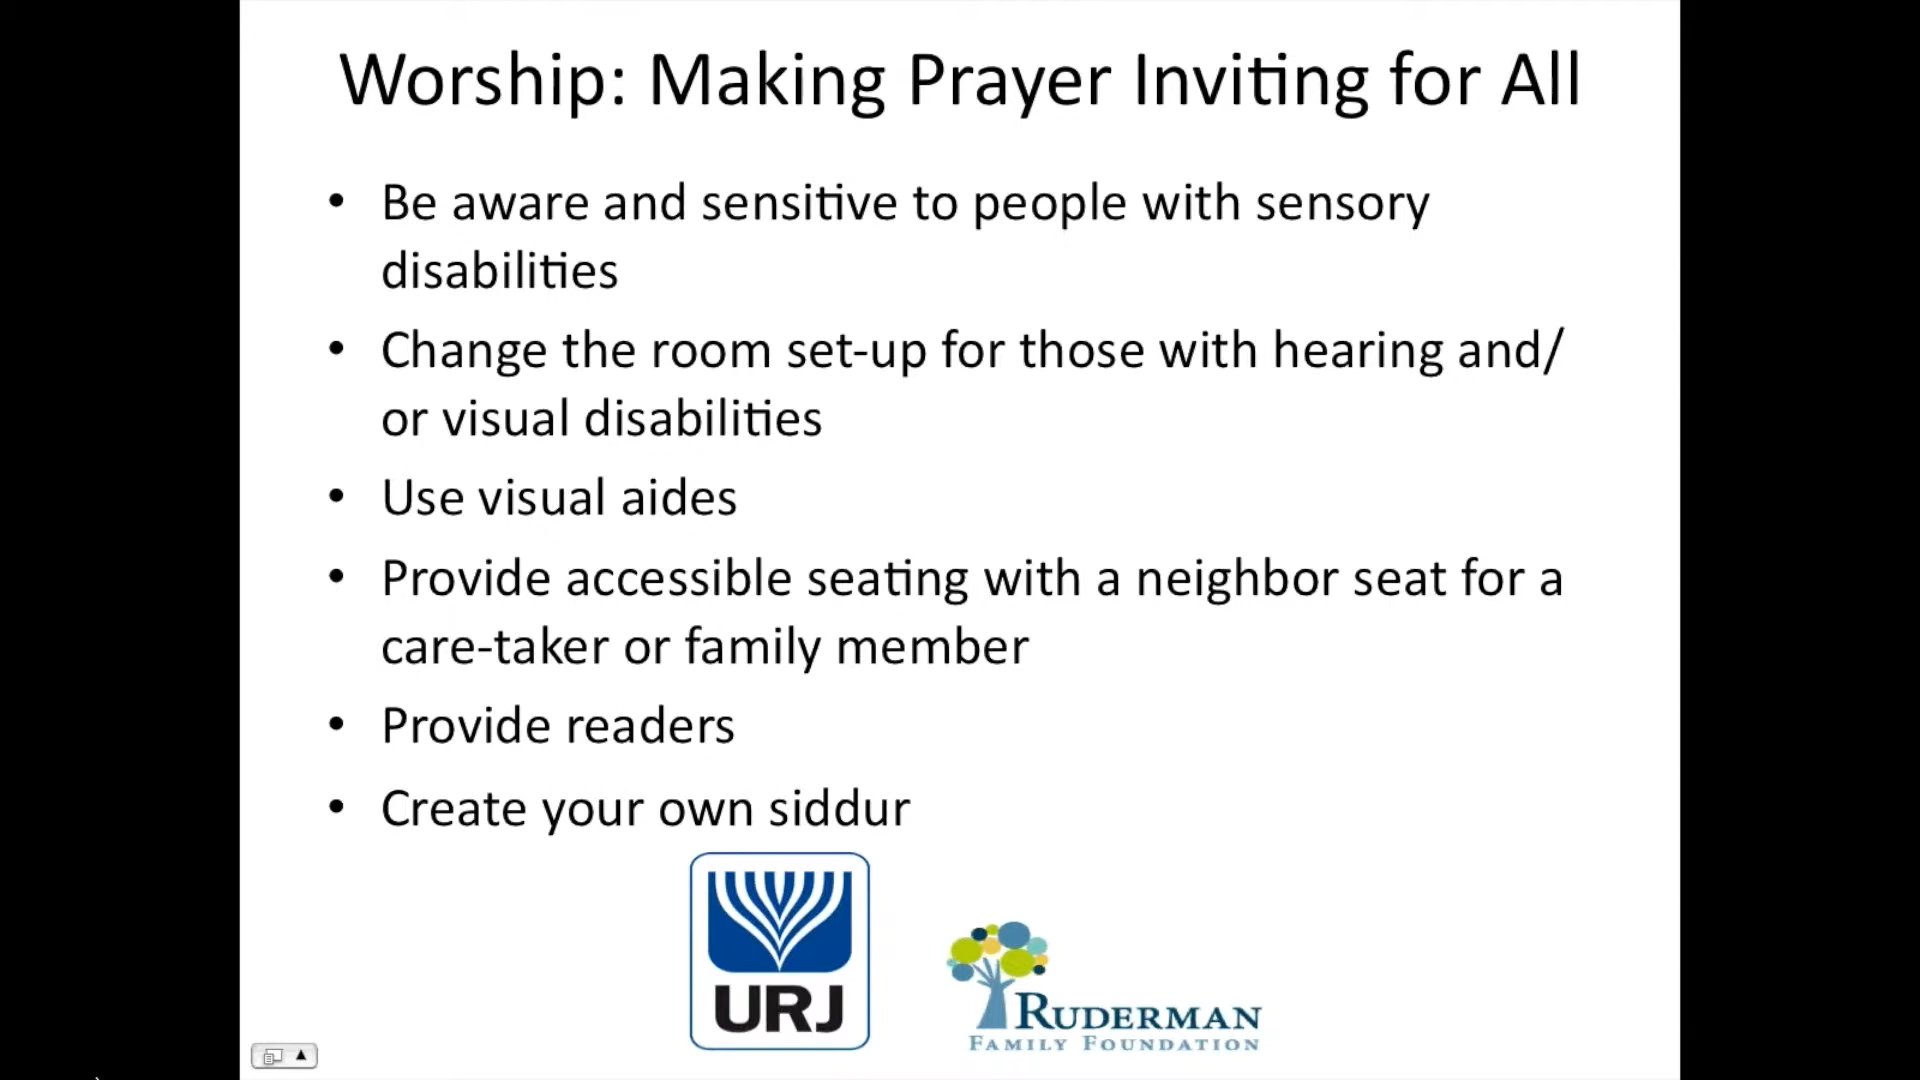 Worship: Making Prayer Inviting for All
• Be aware and sensitive to people with sensory
disabilities
• Change the room set-up for those with hearing and/
or visual disabilities
• Use visual aides
• Provide accessible seating with a neighbor seat for a
care-taker or family member
• Provide readers
• Create your own siddur
URJ
RUDERMAN
FAMILY FOUNDATION